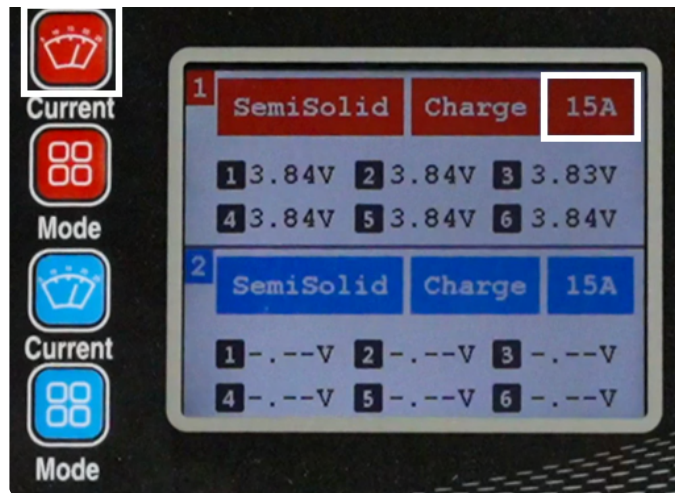 Current
Mode
Current
Mode
1 SemiSolid Charge 15A
1 3.84V 2 3.84V 3 3.83V
4 3.84V 5 3.84V 6 3.84V
2 SemiSolid Charge 15A
1 -.--V 2 -.--V 3 -.--V
4 -.--V 5 -.--V 6 -.--V